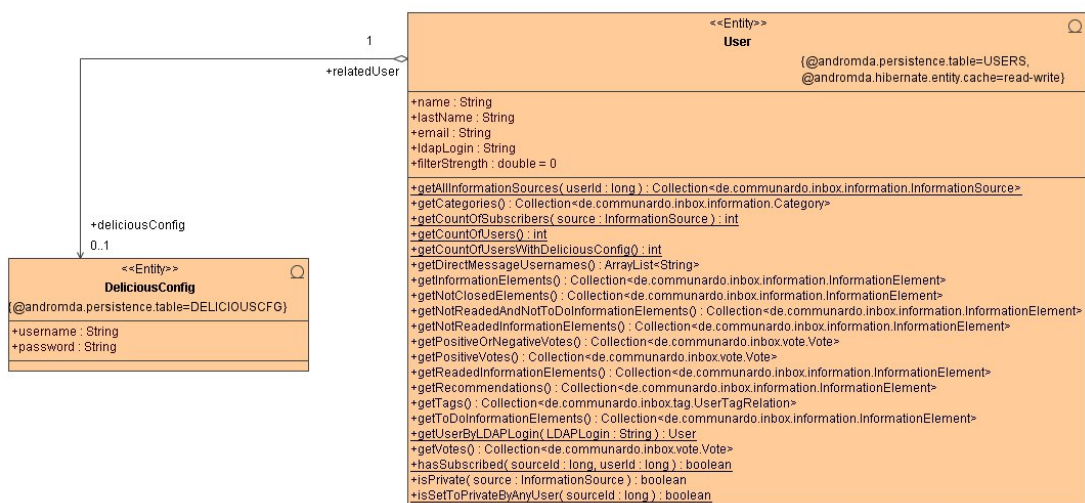 <<Entity>>
User
{@andromda.persistence.table=USERS,
@andromda.hibernate.entity.cache=read-write}
+name : String
+lastName : String
+email : String
+ldapLogin : String
+filterStrength : double = 0
+getAllInformationSources( userId : long ) : Collection<de.communardo.inbox.information.InformationSource>
+getCategories() : Collection<de.communardo.inbox.information.Category>
+getCountOfSubscribers( source : InformationSource ) : int
+getCountOfUsers() : int
+getCountOfUsersWithDeliciousConfig() : int
+getDirectMessageUsernames() : ArrayList<String>
+getInformationElements() : Collection<de.communardo.inbox.information.InformationElement>
+getNotClosedElements() : Collection<de.communardo.inbox.information.InformationElement>
+getNotReadedAndNotToDoInformationElements() : Collection<de.communardo.inbox.information.InformationElement>
+getNotReadedInformationElements() : Collection<de.communardo.inbox.information.InformationElement>
+getPositiveOrNegativeVotes() : Collection<de.communardo.inbox.vote.Vote>
+getPositiveVotes() : Collection<de.communardo.inbox.vote.Vote>
+getReadedInformationElements() : Collection<de.communardo.inbox.information.InformationElement>
+getRecommendations() : Collection<de.communardo.inbox.information.InformationElement>
+getTags() : Collection<de.communardo.inbox.tag.UserTagRelation>
+getToDoInformationElements() : Collection<de.communardo.inbox.information.InformationElement>
+getUserByLDAPLogin( LDAPLogin : String ) : User
+getVotes() : Collection<de.communardo.inbox.vote.Vote>
+hasSubscribed( sourceId : long, userId : long ) : boolean
+isPrivate( source : InformationSource ) : boolean
+isSetToPrivateByAnyUser( sourceId : long ) : boolean
1
+relatedUser
+deliciousConfig
0..1
<<Entity>>
DeliciousConfig
{@andromda.persistence.table=DELICIOUSCFG}
+username : String
+password : String